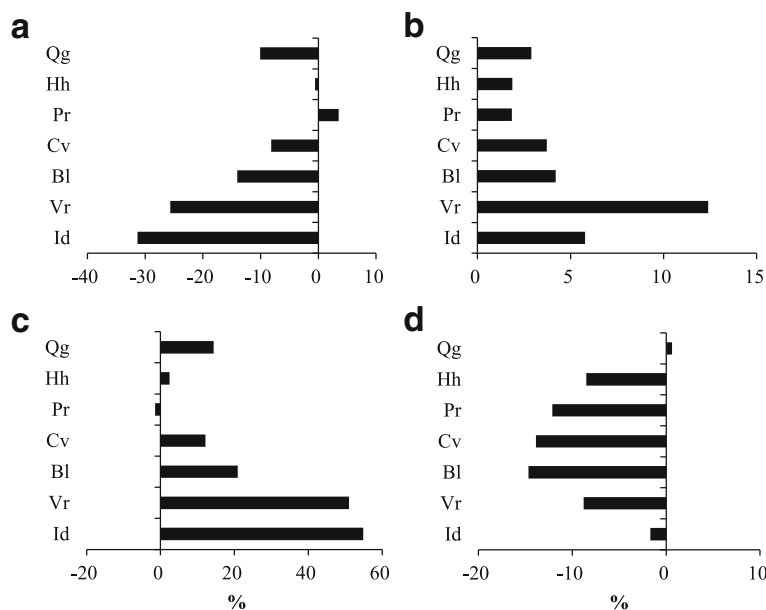 a
Qg
Hh
Pr
Cv
Bl
Vr
Id
-40 -30 -20 -10 0 10
b
Qg
Hh
Pr
Cv
Bl
Vr
Id
0 5 10 15
c
Qg
Hh
Pr
Cv
Bl
Vr
Id
-20 0 20 40 60
%
d
Qg
Hh
Pr
Cv
Bl
Vr
Id
-20 -10 0 10
%